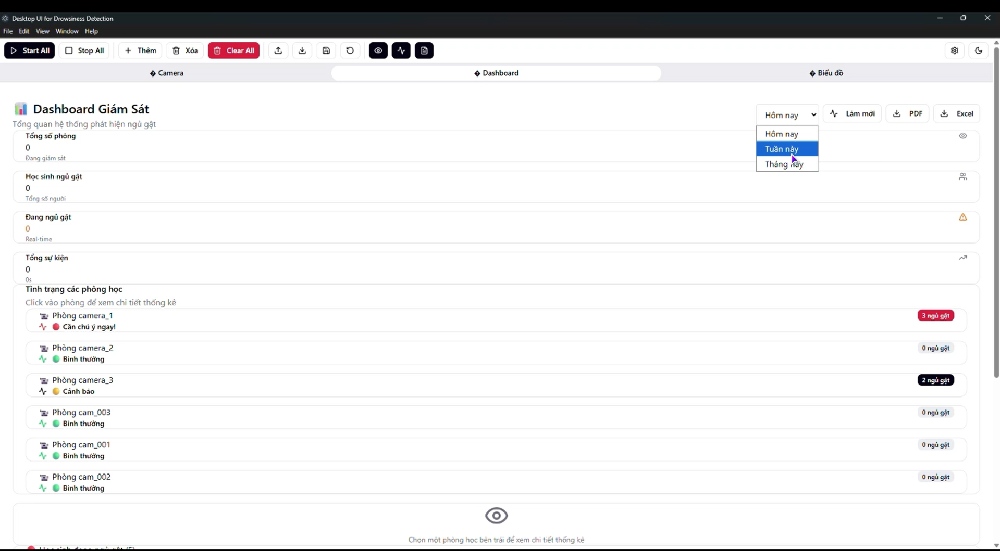 Desktop UI for Drowsiness Detection
File Edit View Window Help
Start All Stop All Thêm Xóa Clear All
� Camera � Dashboard � Biểu đồ
Dashboard Giám Sát
Tổng quan hệ thống phát hiện ngủ gật
Hôm nay Làm mới PDF Excel
Hôm nay
Tuần này
Tháng này
Tổng số phòng
0
Đang giám sát
Học sinh ngủ gật
0
Tổng số người
Đang ngủ gật
0
Real-time
Tổng sự kiện
0
0s
Tình trạng các phòng học
Click vào phòng để xem chi tiết thống kê
Phòng camera_1 3 ngủ gật
Cần chú ý ngay!
Phòng camera_2 0 ngủ gật
Bình thường
Phòng camera_3 2 ngủ gật
Cảnh báo
Phòng cam_003 0 ngủ gật
Bình thường
Phòng cam_001 0 ngủ gật
Bình thường
Phòng cam_002 0 ngủ gật
Bình thường
Chọn một phòng học bên trái để xem chi tiết thống kê
Học sinh đang ngủ gật (5)